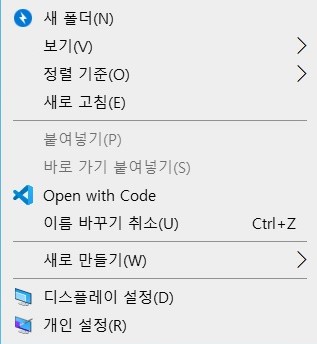 새 폴더(N)
보기(V)
정렬 기준(O)
새로 고침(E)
붙여넣기(P)
바로 가기 붙여넣기(S)
Open with Code
이름 바꾸기 취소(U) Ctrl+Z
새로 만들기(W)
디스플레이 설정(D)
개인 설정(R)